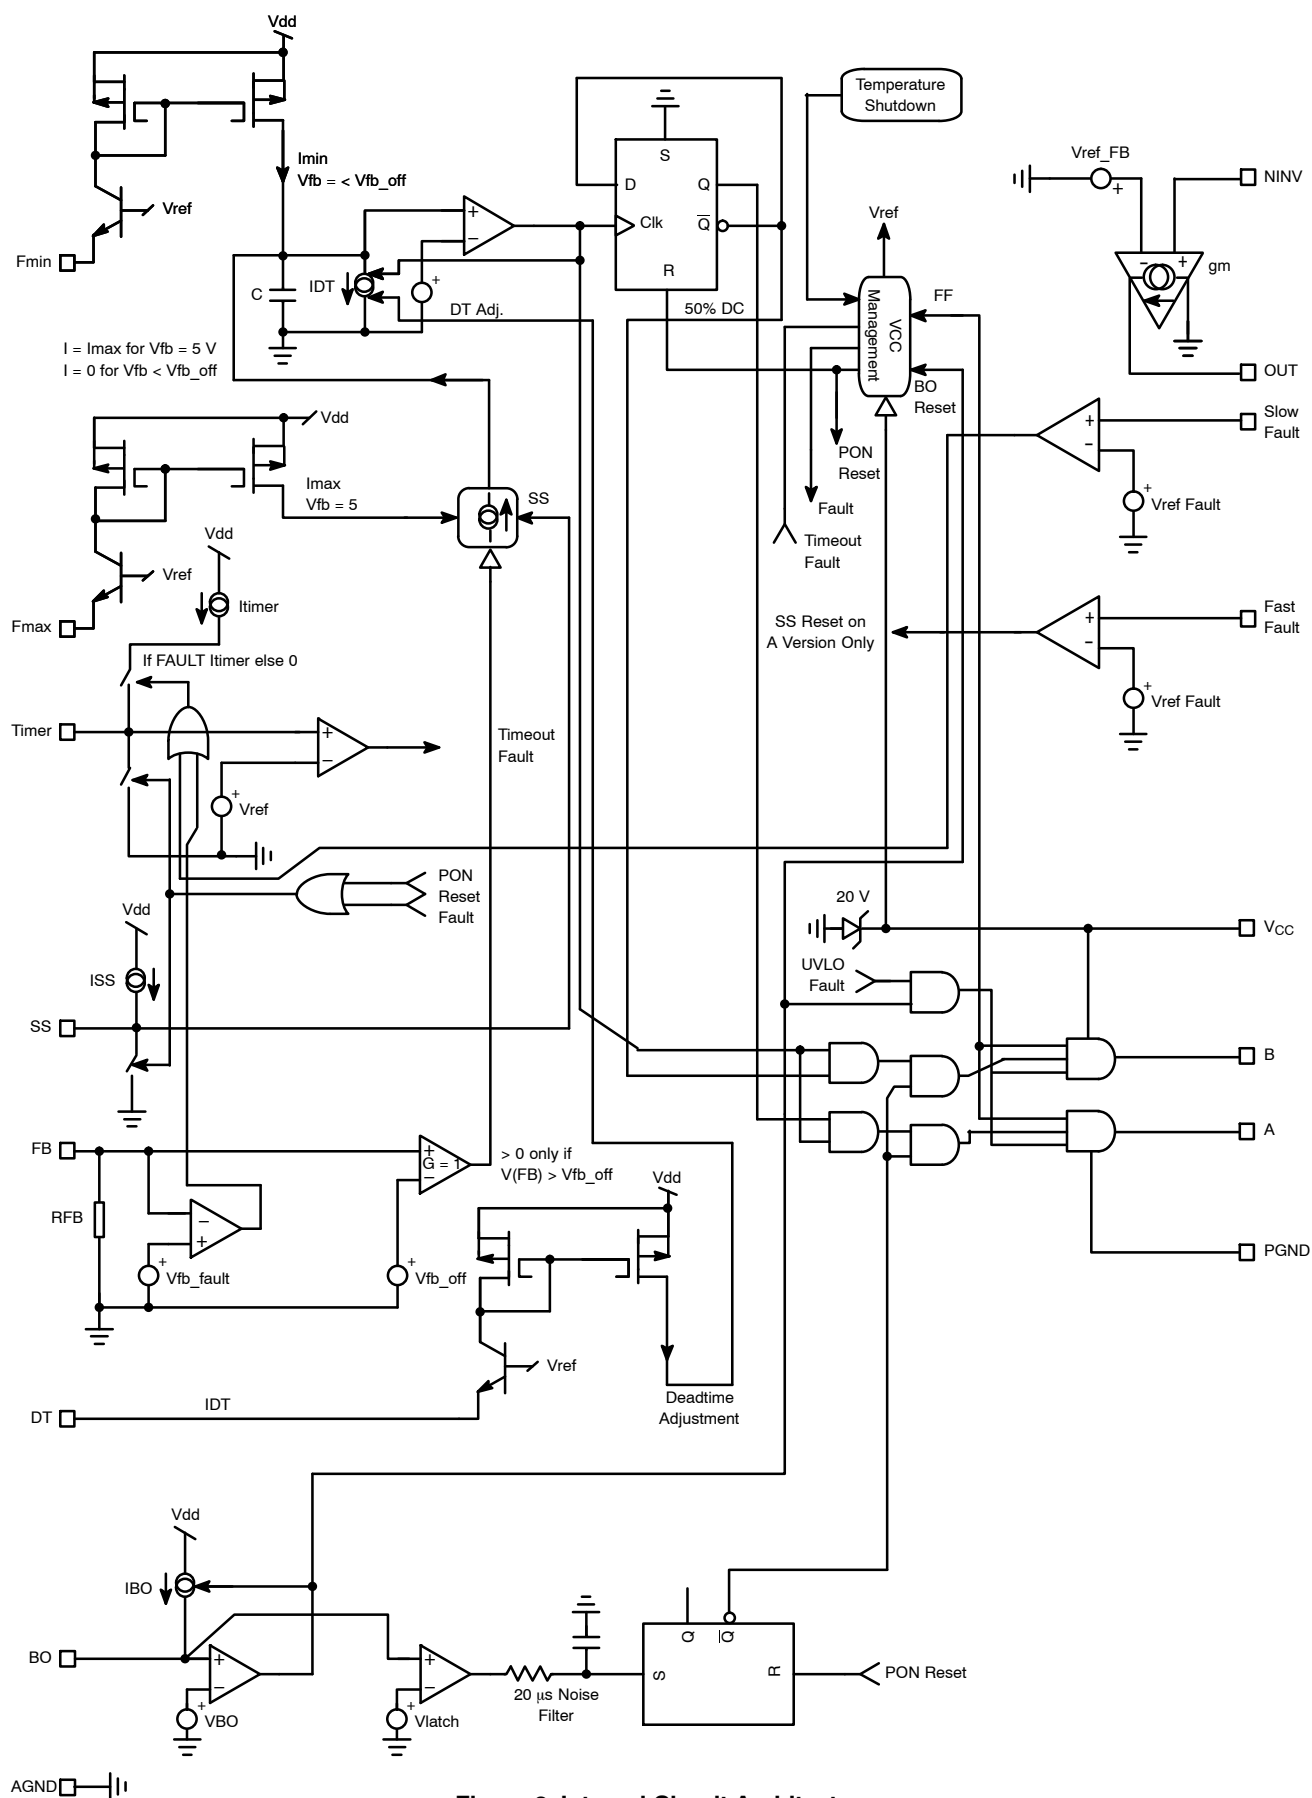 Vdd
Temperature
Shutdown
Imin
Vfb = < Vfb_off
Vref
Fmin
S
D
Q
Clk
Q
R
+
−
C
IDT
+
DT Adj.
50% DC
Vref
FF
VCC
Management
BO
Reset
PON
Reset
Fault
Timeout
Fault
Vref_FB
+
NINV
−
+
gm
OUT
Slow
Fault
+
−
+
Vref Fault
I = Imax for Vfb = 5 V
I = 0 for Vfb < Vfb_off
Vdd
Imax
Vfb = 5
SS
Vdd
Vref
Itimer
Fmax
If FAULT Itimer else 0
Timer
+
−
+
Vref
Timeout
Fault
SS Reset on
A Version Only
Fast
Fault
+
−
+
Vref Fault
PON
Reset
Fault
Vdd
ISS
SS
20 V
VCC
UVLO
Fault
B
A
PGND
FB
+
G = 1
−
> 0 only if
V(FB) > Vfb_off
RFB
−
+
+
Vfb_fault
+
Vfb_off
Vdd
Vref
Deadtime
Adjustment
DT
IDT
Vdd
IBO
BO
+
−
+
VBO
+
−
+
Vlatch
20 μs Noise
Filter
Q
Q
S
R
PON Reset
AGND